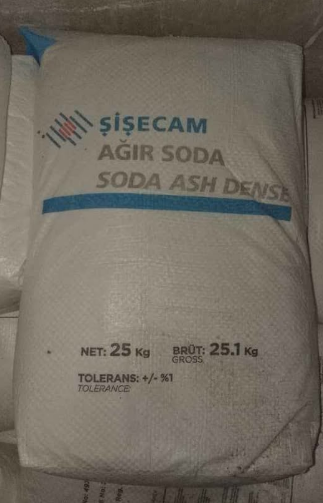 ŞİŞECAM
AĞIR SODA
SODA ASH DENSE
NET: 25 Kg BRÜT: 25.1 Kg
GROSS
TOLERANS: +/- %1
TOLERANCE: